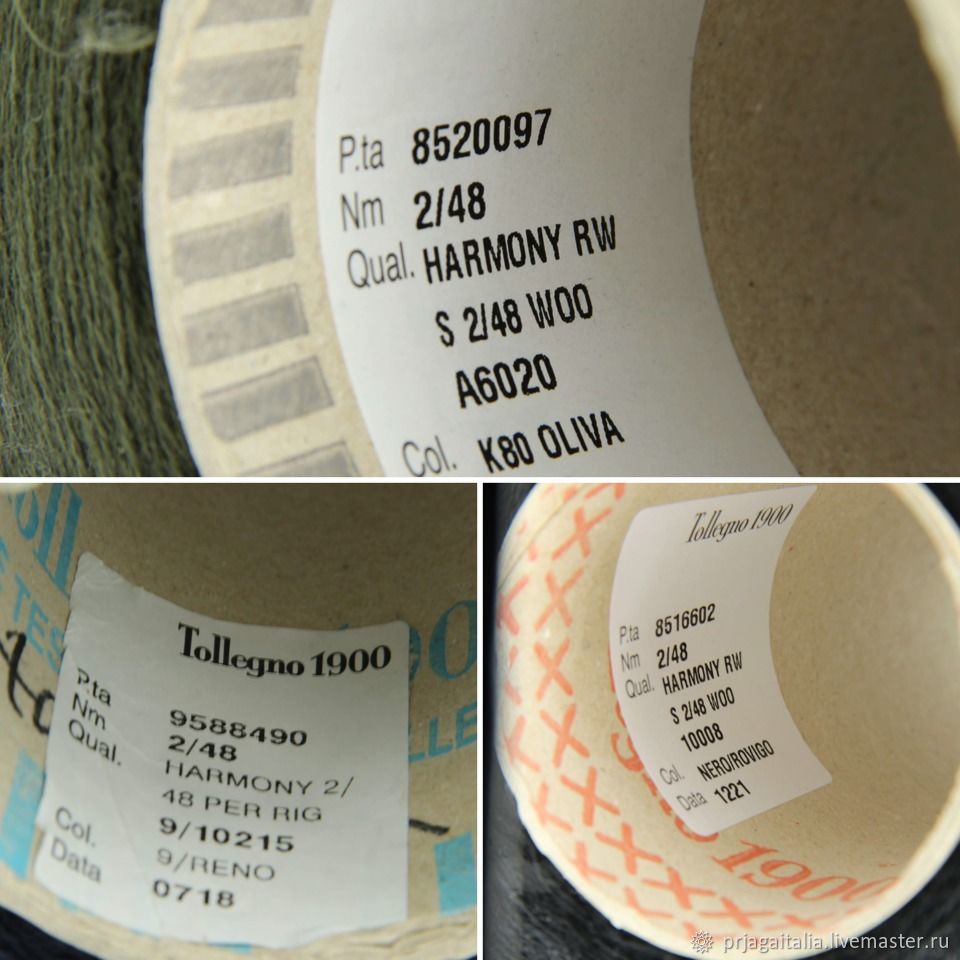 P.ta 8520097
Nm 2/48
Qual. HARMONY RW
S 2/48 WOO
A6020
Col. K80 OLIVA
Tollegno 1900
P.ta 9588490
Nm 2/48
Qual. HARMONY 2/
48 PER RIG
9/10215
Col. 9/RENO
Data 0718
Tollegno 1900
P.ta 8516602
Nm 2/48
Qual. HARMONY RW
S 2/48 WOO
10008
Col. NERO/ROVIGO
Data 1221
1900
prjagaitalia.livemaster.ru